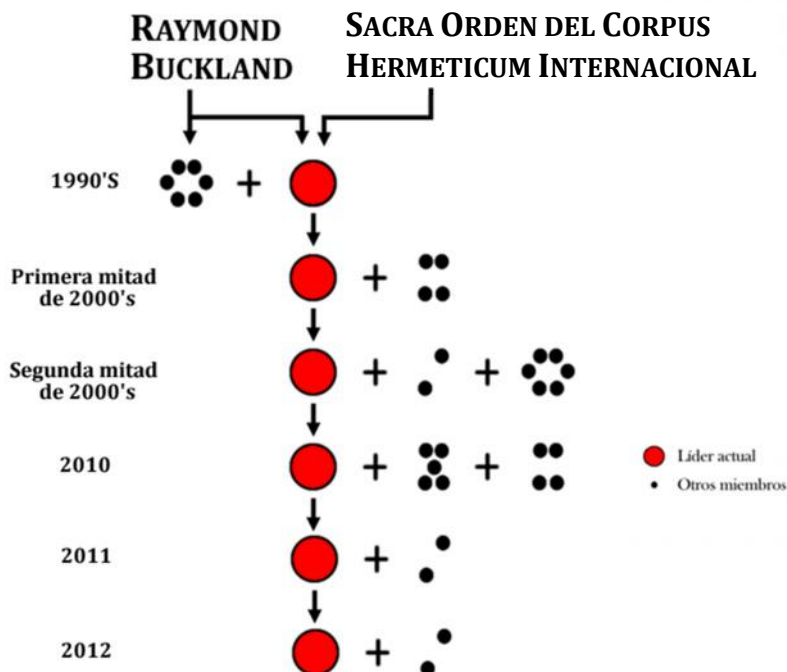 RAYMOND
BUCKLAND
SACRA ORDEN DEL CORPUS
HERMETICUM INTERNACIONAL
1990'S
+
Primera mitad
de 2000's
+
Segunda mitad
de 2000's
+ +
2010
+ +
Líder actual
Otros miembros
2011
+
2012
+